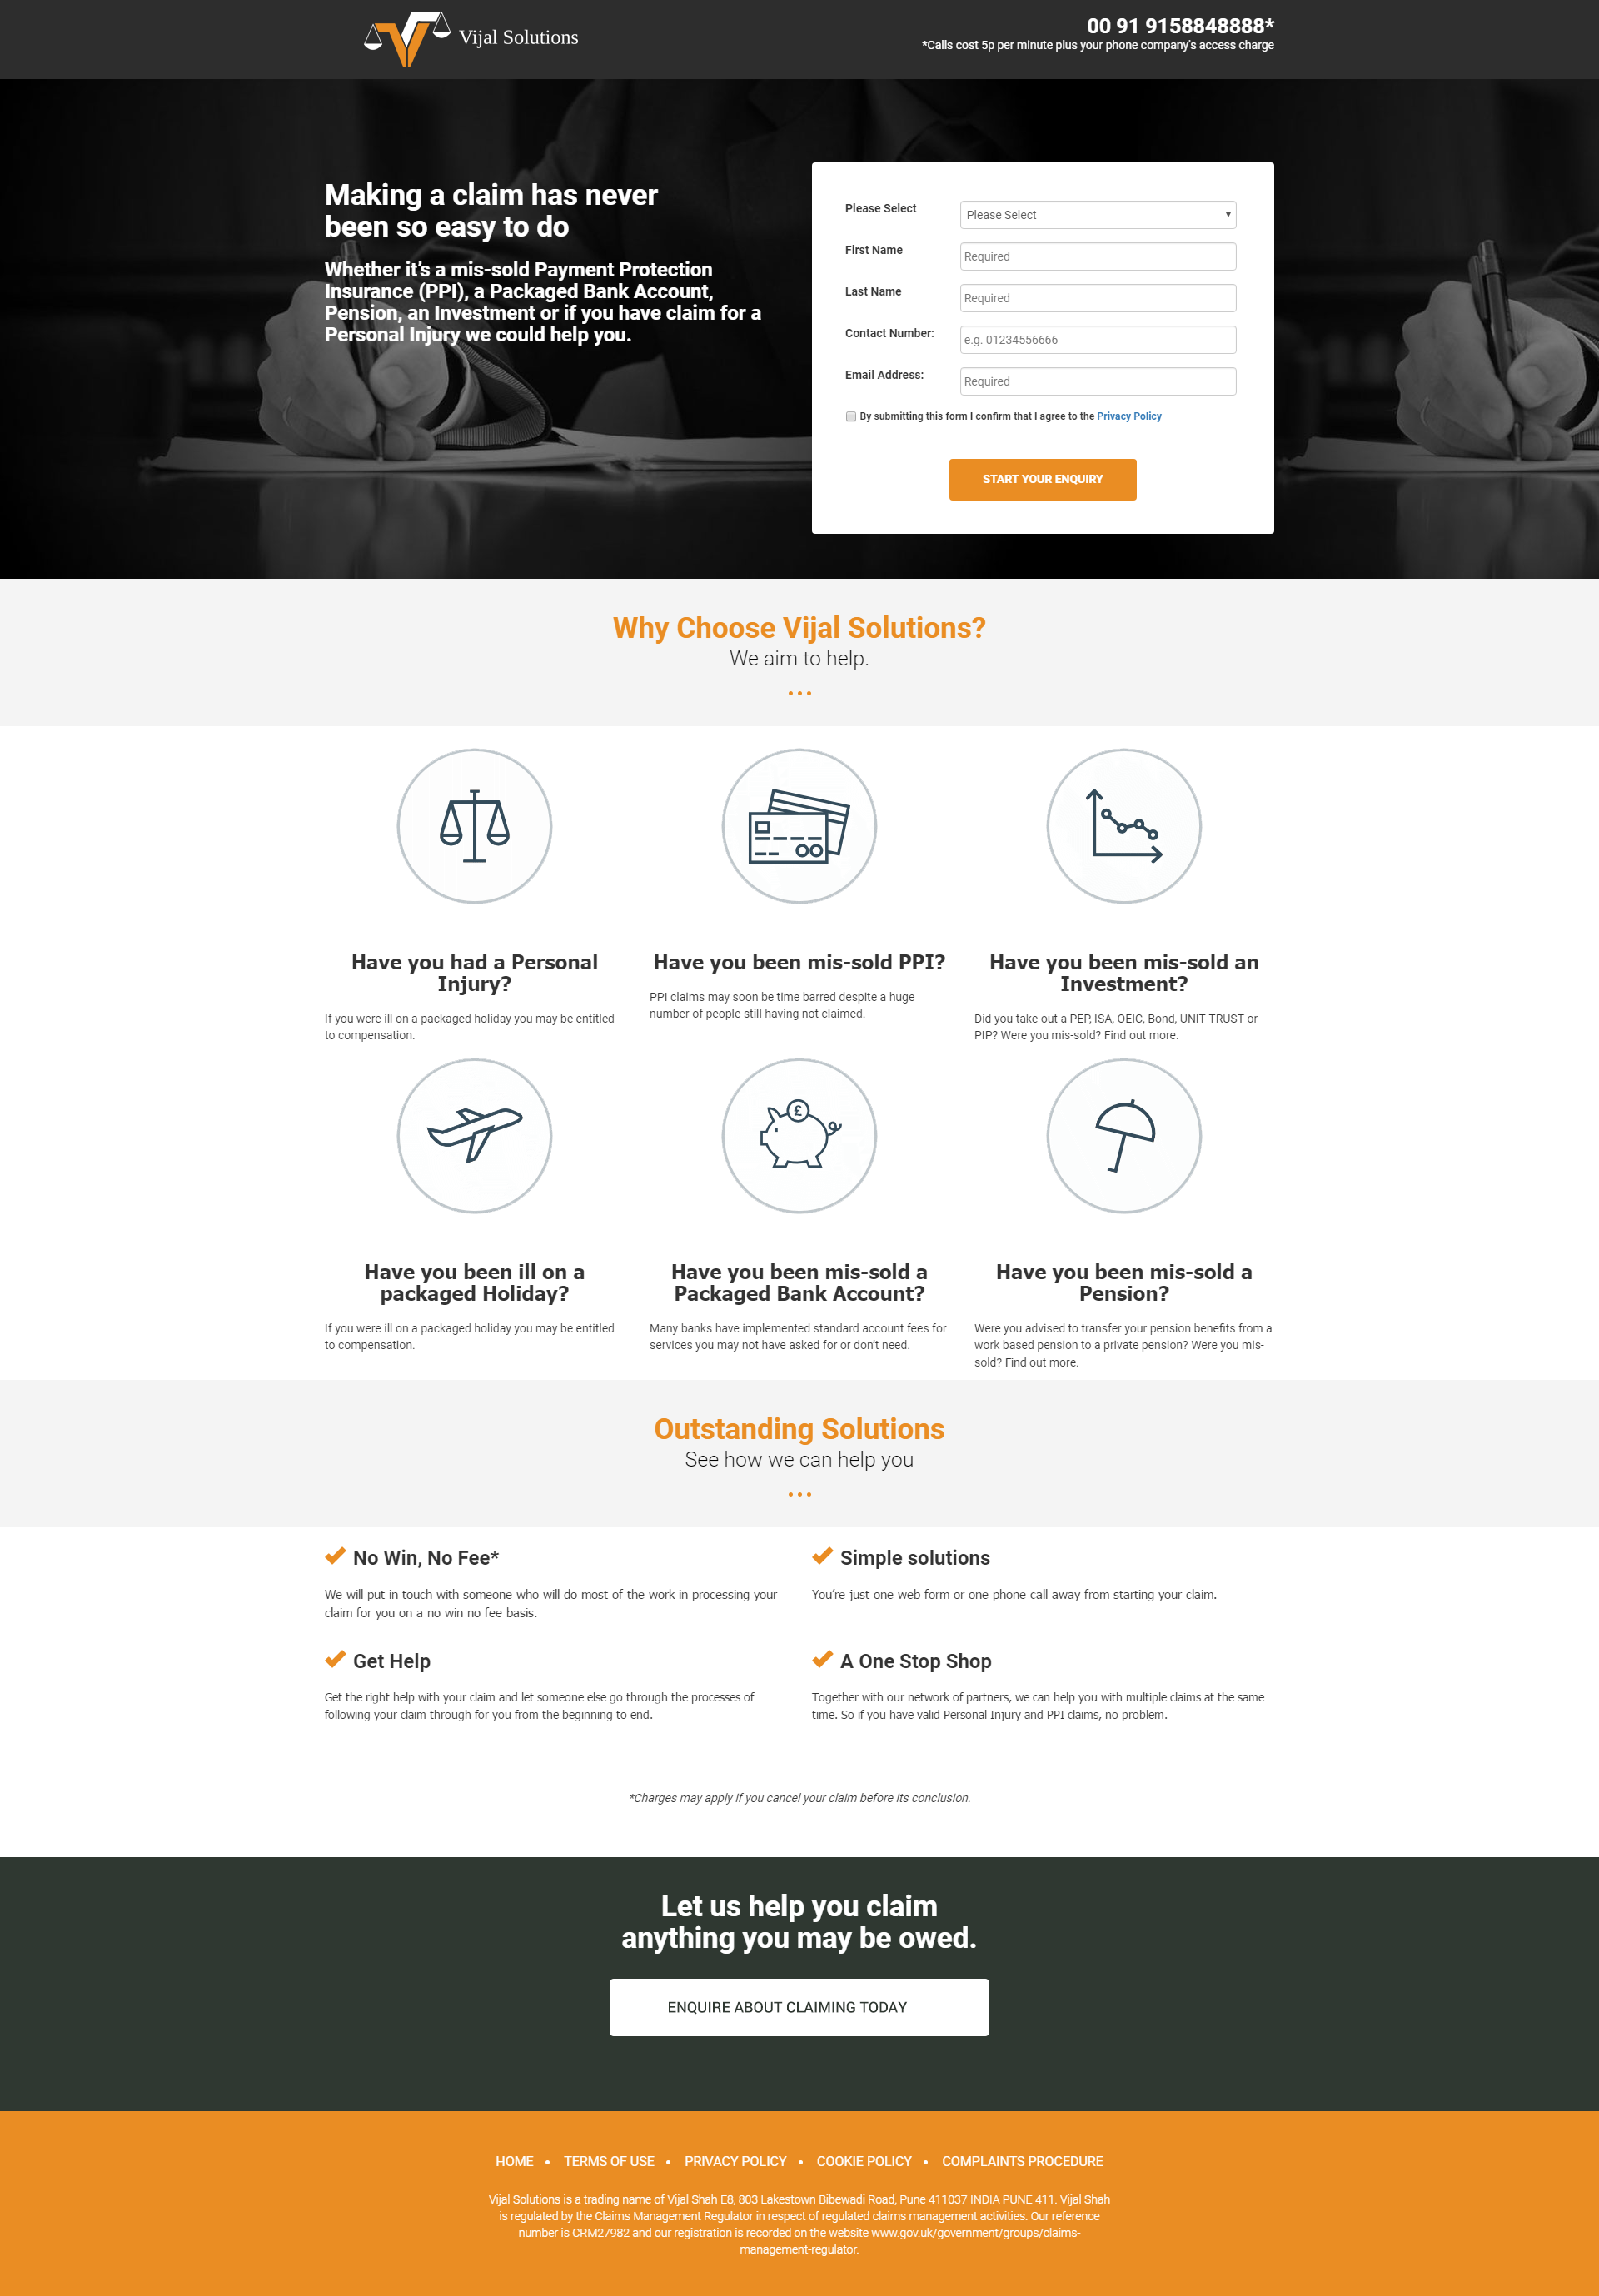 Vijal Solutions
00 91 9158848888*
*Calls cost 5p per minute plus your phone company's access charge
Making a claim has never
been so easy to do
Whether it’s a mis-sold Payment Protection
Insurance (PPI), a Packaged Bank Account,
Pension, an Investment or if you have claim for a
Personal Injury we could help you.
Please Select
Please Select
First Name
Required
Last Name
Required
Contact Number:
e.g. 01234556666
Email Address:
Required
By submitting this form I confirm that I agree to the Privacy Policy
START YOUR ENQUIRY
Why Choose Vijal Solutions?
We aim to help.
Have you had a Personal
Injury?
If you were ill on a packaged holiday you may be entitled
to compensation.
Have you been mis-sold PPI?
PPI claims may soon be time barred despite a huge
number of people still having not claimed.
Have you been mis-sold an
Investment?
Did you take out a PEP, ISA, OEIC, Bond, UNIT TRUST or
PIP? Were you mis-sold? Find out more.
£
Have you been ill on a
packaged Holiday?
If you were ill on a packaged holiday you may be entitled
to compensation.
Have you been mis-sold a
Packaged Bank Account?
Many banks have implemented standard account fees for
services you may not have asked for or don’t need.
Have you been mis-sold a
Pension?
Were you advised to transfer your pension benefits from a
work based pension to a private pension? Were you mis-
sold? Find out more.
Outstanding Solutions
See how we can help you
No Win, No Fee*
We will put in touch with someone who will do most of the work in processing your
claim for you on a no win no fee basis.
Simple solutions
You’re just one web form or one phone call away from starting your claim.
Get Help
Get the right help with your claim and let someone else go through the processes of
following your claim through for you from the beginning to end.
A One Stop Shop
Together with our network of partners, we can help you with multiple claims at the same
time. So if you have valid Personal Injury and PPI claims, no problem.
*Charges may apply if you cancel your claim before its conclusion.
Let us help you claim
anything you may be owed.
ENQUIRE ABOUT CLAIMING TODAY
HOME • TERMS OF USE • PRIVACY POLICY • COOKIE POLICY • COMPLAINTS PROCEDURE
Vijal Solutions is a trading name of Vijal Shah E8, 803 Lakestown Bibewadi Road, Pune 411037 INDIA PUNE 411. Vijal Shah
is regulated by the Claims Management Regulator in respect of regulated claims management activities. Our reference
number is CRM27982 and our registration is recorded on the website www.gov.uk/government/groups/claims-
management-regulator.